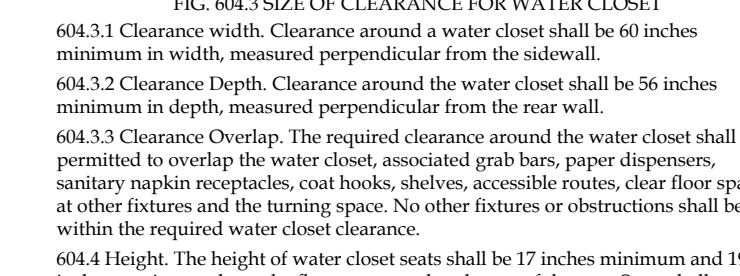 FIG. 604.3 SIZE OF CLEARANCE FOR WATER CLOSET
604.3.1 Clearance width. Clearance around a water closet shall be 60 inches
minimum in width, measured perpendicular from the sidewall.
604.3.2 Clearance Depth. Clearance around the water closet shall be 56 inches
minimum in depth, measured perpendicular from the rear wall.
604.3.3 Clearance Overlap. The required clearance around the water closet shall
permitted to overlap the water closet, associated grab bars, paper dispensers,
sanitary napkin receptacles, coat hooks, shelves, accessible routes, clear floor
at other fixtures and the turning space. No other fixtures or obstructions shall be
within the required water closet clearance.
604.4 Height. The height of water closet seats shall be 17 inches minimum and